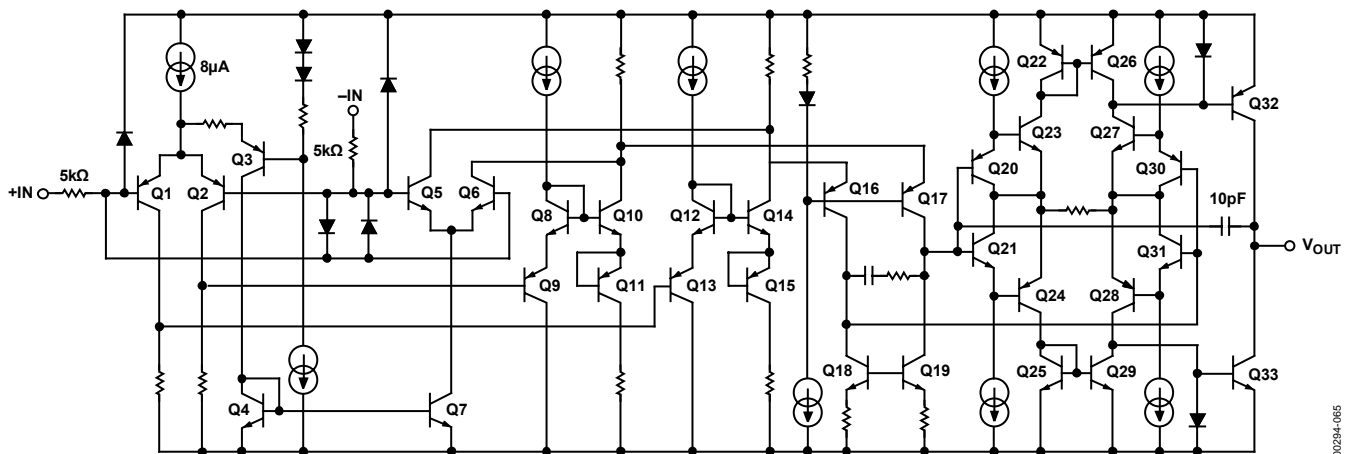 8µA
Q22
Q26
Q32
–IN
Q3
5kΩ
Q23
Q27
Q20
Q30
+IN
5kΩ
Q1
Q2
Q5
Q6
Q16
Q17
10pF
Q8
Q10
Q12
Q14
VOUT
Q21
Q31
Q9
Q11
Q13
Q15
Q24
Q28
Q4
Q7
Q18
Q19
Q25
Q29
Q33
00294-065